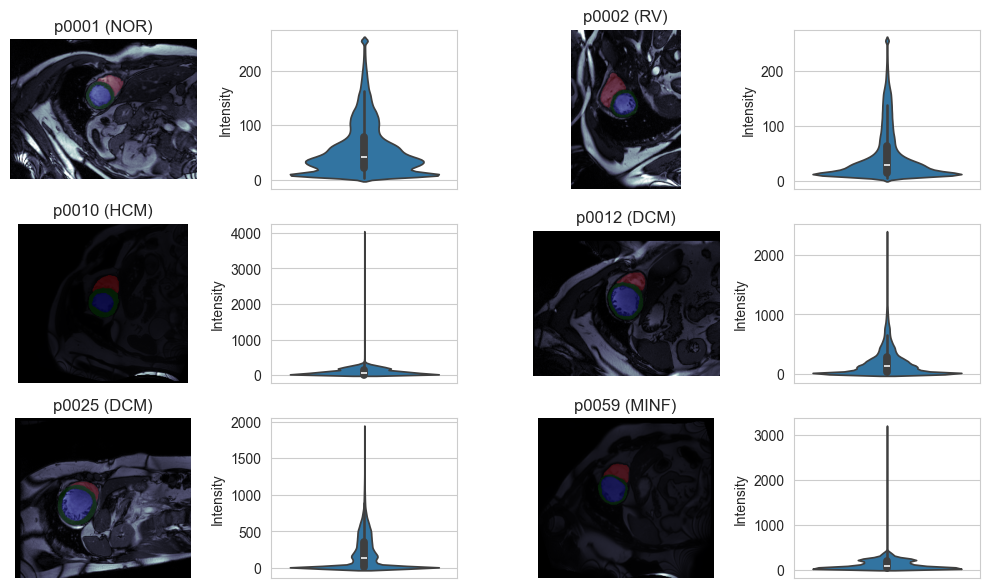 p0001 (NOR)
Intensity
200
100
0
p0002 (RV)
Intensity
200
100
0
p0010 (HCM)
Intensity
4000
3000
2000
1000
0
p0012 (DCM)
Intensity
2000
1000
0
p0025 (DCM)
Intensity
2000
1500
1000
500
0
p0059 (MINF)
Intensity
3000
2000
1000
0